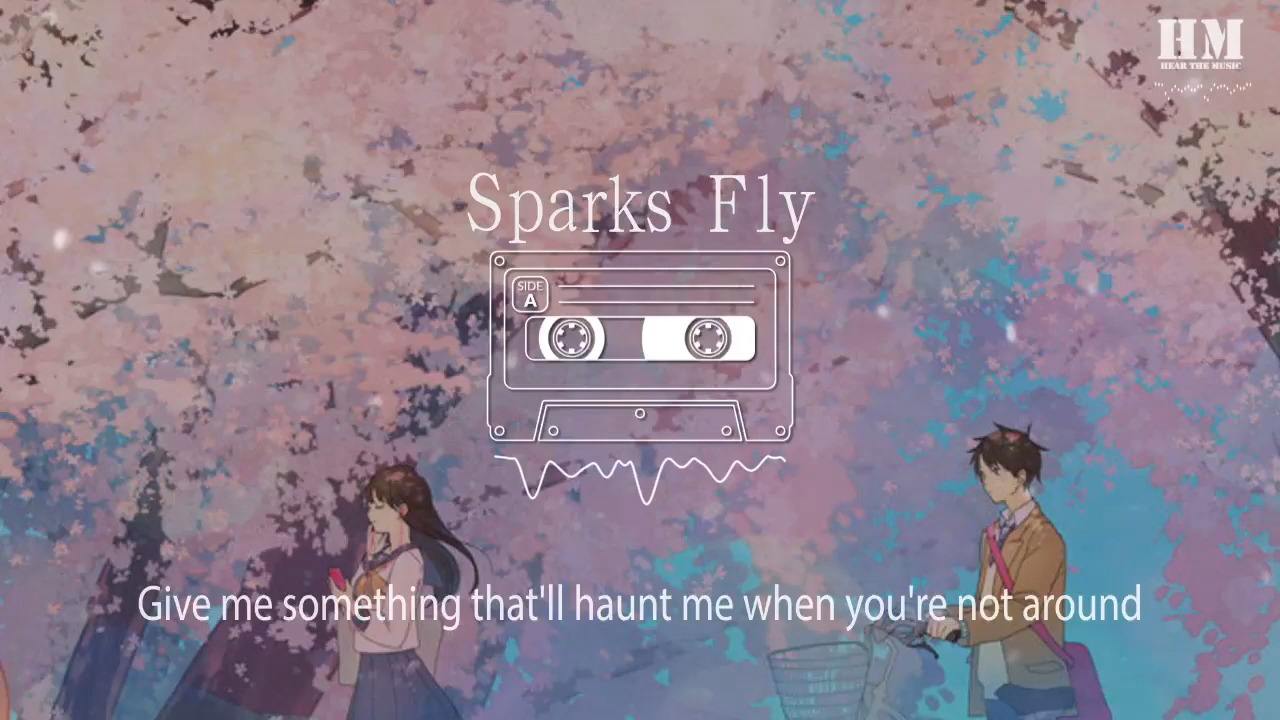 HM
HEAR THE MUSIC
Sparks Fly
SIDE
A
Give me something that'll haunt me when you're not around